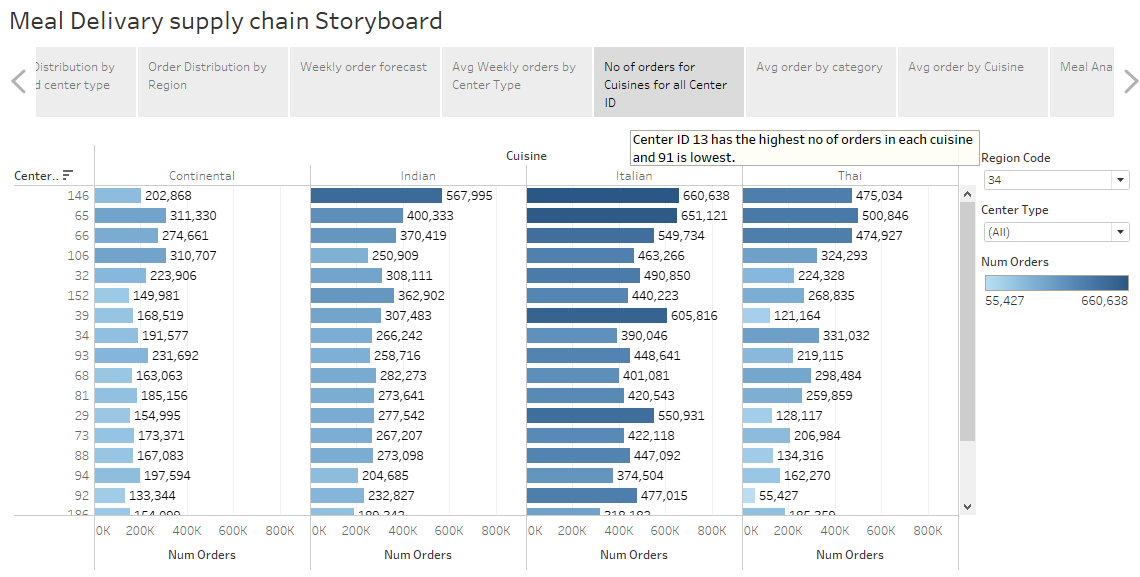 Meal Delivary supply chain Storyboard
Distribution by
d center type
Order Distribution by
Region
Weekly order forecast
Avg Weekly orders by
Center Type
No of orders for
Cuisines for all Center
ID
Avg order by category
Avg order by Cuisine
Meal Ana
Center ID 13 has the highest no of orders in each cuisine
and 91 is lowest.
Cuisine
Center..
Continental
Indian
Italian
Thai
146 202,868 567,995 660,638 475,034
65 311,330 400,333 651,121 500,846
66 274,661 370,419 549,734 474,927
106 310,707 250,909 463,266 324,293
32 223,906 308,111 490,850 224,328
152 149,981 362,902 440,223 268,835
39 168,519 307,483 605,816 121,164
34 191,577 266,242 390,046 331,032
93 231,692 258,716 448,641 219,115
68 163,063 282,273 401,081 298,484
81 185,156 273,641 420,543 259,859
29 154,995 277,542 550,931 128,117
73 173,371 267,207 422,118 206,984
88 167,083 273,098 447,092 134,316
94 197,594 204,685 374,504 162,270
92 133,344 232,827 477,015 55,427
0K 200K 400K 600K 800K 0K 200K 400K 600K 800K 0K 200K 400K 600K 800K 0K 200K 400K 600K 800K
Num Orders Num Orders Num Orders Num Orders
Region Code
34
Center Type
(All)
Num Orders
55,427 660,638